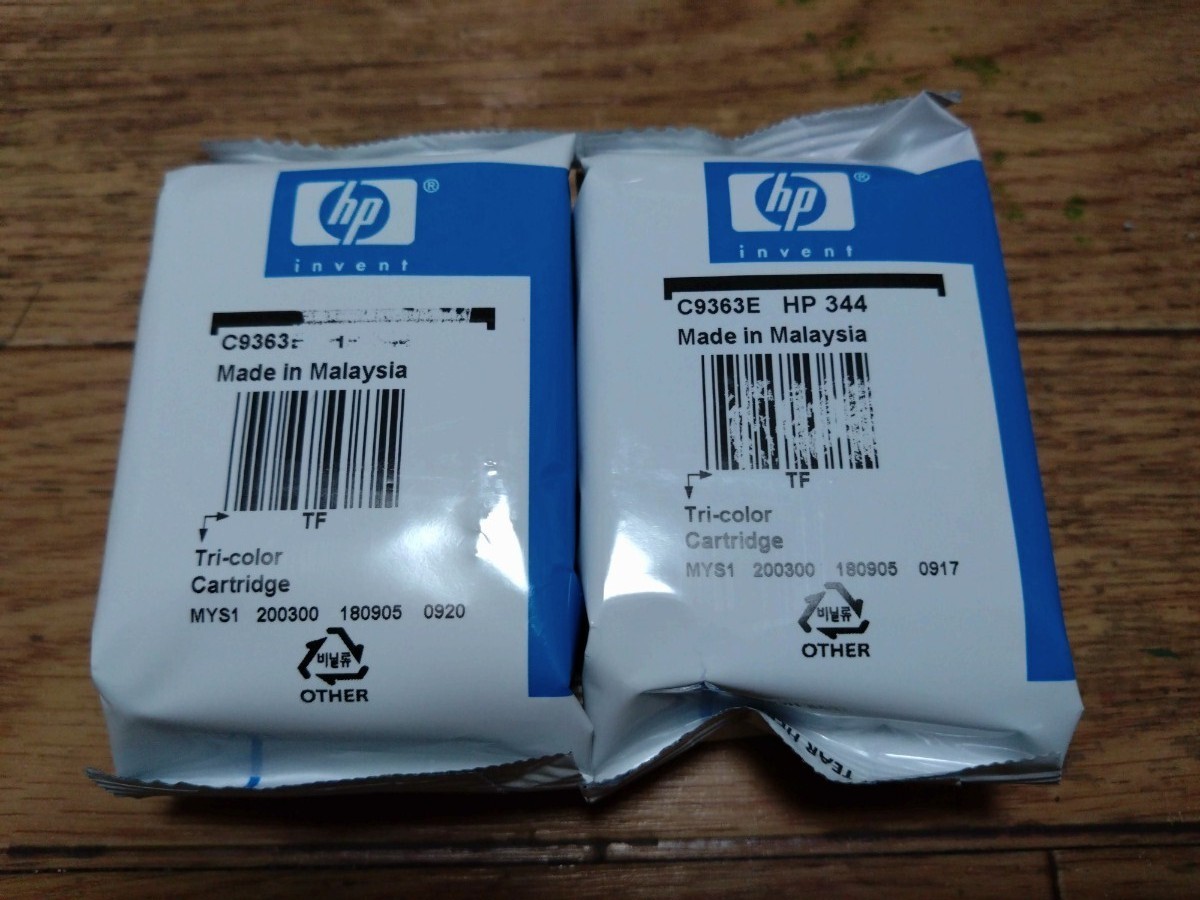 hp ®
invent
C9363
Made in Malaysia
TF
Tri-color
Cartridge
MYS1 200300 180905 0920
비닐류
OTHER
hp ®
invent
C9363E HP 344
Made in Malaysia
TF
Tri-color
Cartridge
MYS1 200300 180905 0917
비닐류
OTHER
TEAR